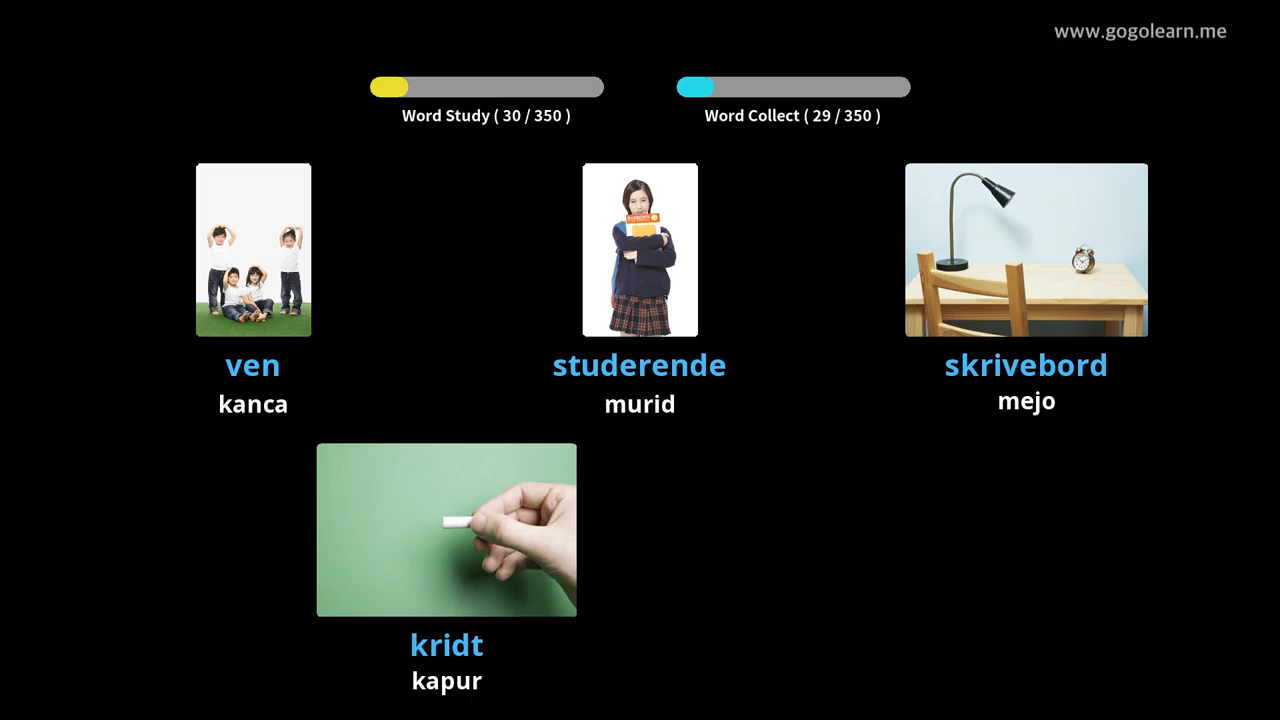 www.gogolearn.me
Word Study ( 30 / 350 )
Word Collect ( 29 / 350 )
ven
kanca
studerende
murid
skrivebord
mejo
kridt
kapur